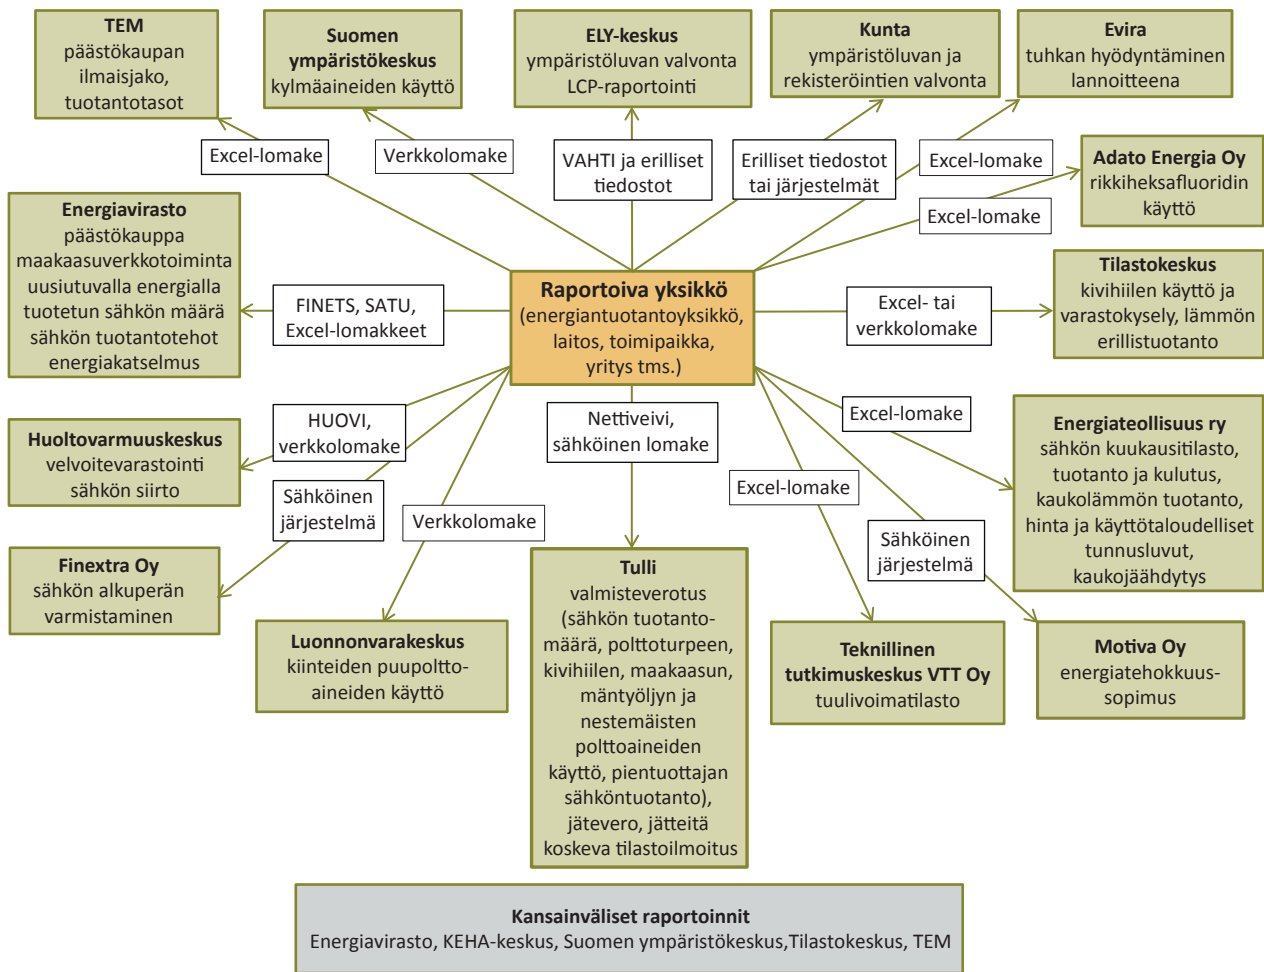 TEM
päästökaupan
ilmaisjako,
tuotantotasot
Suomen
ympäristökeskus
kylmäaineiden käyttö
ELY-keskus
ympäristöluvan valvonta
LCP-raportointi
Kunta
ympäristöluvan ja
rekisteröintien valvonta
Evira
tuhkan hyödyntäminen
lannoitteena
Excel-lomake
Verkkolomake
VAHTI ja erilliset
tiedostot
Erilliset tiedostot
tai järjestelmät
Excel-lomake
Adato Energia Oy
rikkiheksafluoridin
käyttö
Excel-lomake
Energiavirasto
päästökauppa
maakaasuverkkotoiminta
uusiutuvalla energialla
tuotetun sähkön määrä
sähkön tuotantotehot
energiakatselmus
FINETS, SATU,
Excel-lomakkeet
Raportoiva yksikkö
(energiantuotantoyksikkö,
laitos, toimipaikka,
yritys tms.)
Excel- tai
verkkolomake
Tilastokeskus
kivihiilen käyttö ja
varastokysely, lämmön
erillistuotanto
Huoltovarmuuskeskus
velvoitevarastointi
sähkön siirto
HUOVI,
verkkolomake
Nettiveivi,
sähköinen lomake
Excel-lomake
Energiateollisuus ry
sähkön kuukausitilasto,
tuotanto ja kulutus,
kaukolämmön tuotanto,
hinta ja käyttötaloudelliset
tunnusluvut,
kaukojäähdytys
Sähköinen
järjestelmä
Verkkolomake
Excel-lomake
Sähköinen
järjestelmä
Finextra Oy
sähkön alkuperän
varmistaminen
Luonnonvarakeskus
kiinteiden puupoltto-
aineiden käyttö
Tulli
valmisteverotus
(sähkön tuotanto-
määrä, polttoturpeen,
kivihiilen, maakaasun,
mäntyöljyn ja
nestemäisten
polttoaineiden
käyttö, pientuottajan
sähköntuotanto),
jätevero, jätteitä
koskeva tilastoilmoitus
Teknillinen
tutkimuskeskus VTT Oy
tuulivoimatilasto
Motiva Oy
energiatehokkuus-
sopimus
Kansainväliset raportoinnit
Energiavirasto, KEHA-keskus, Suomen ympäristökeskus,Tilastokeskus, TEM